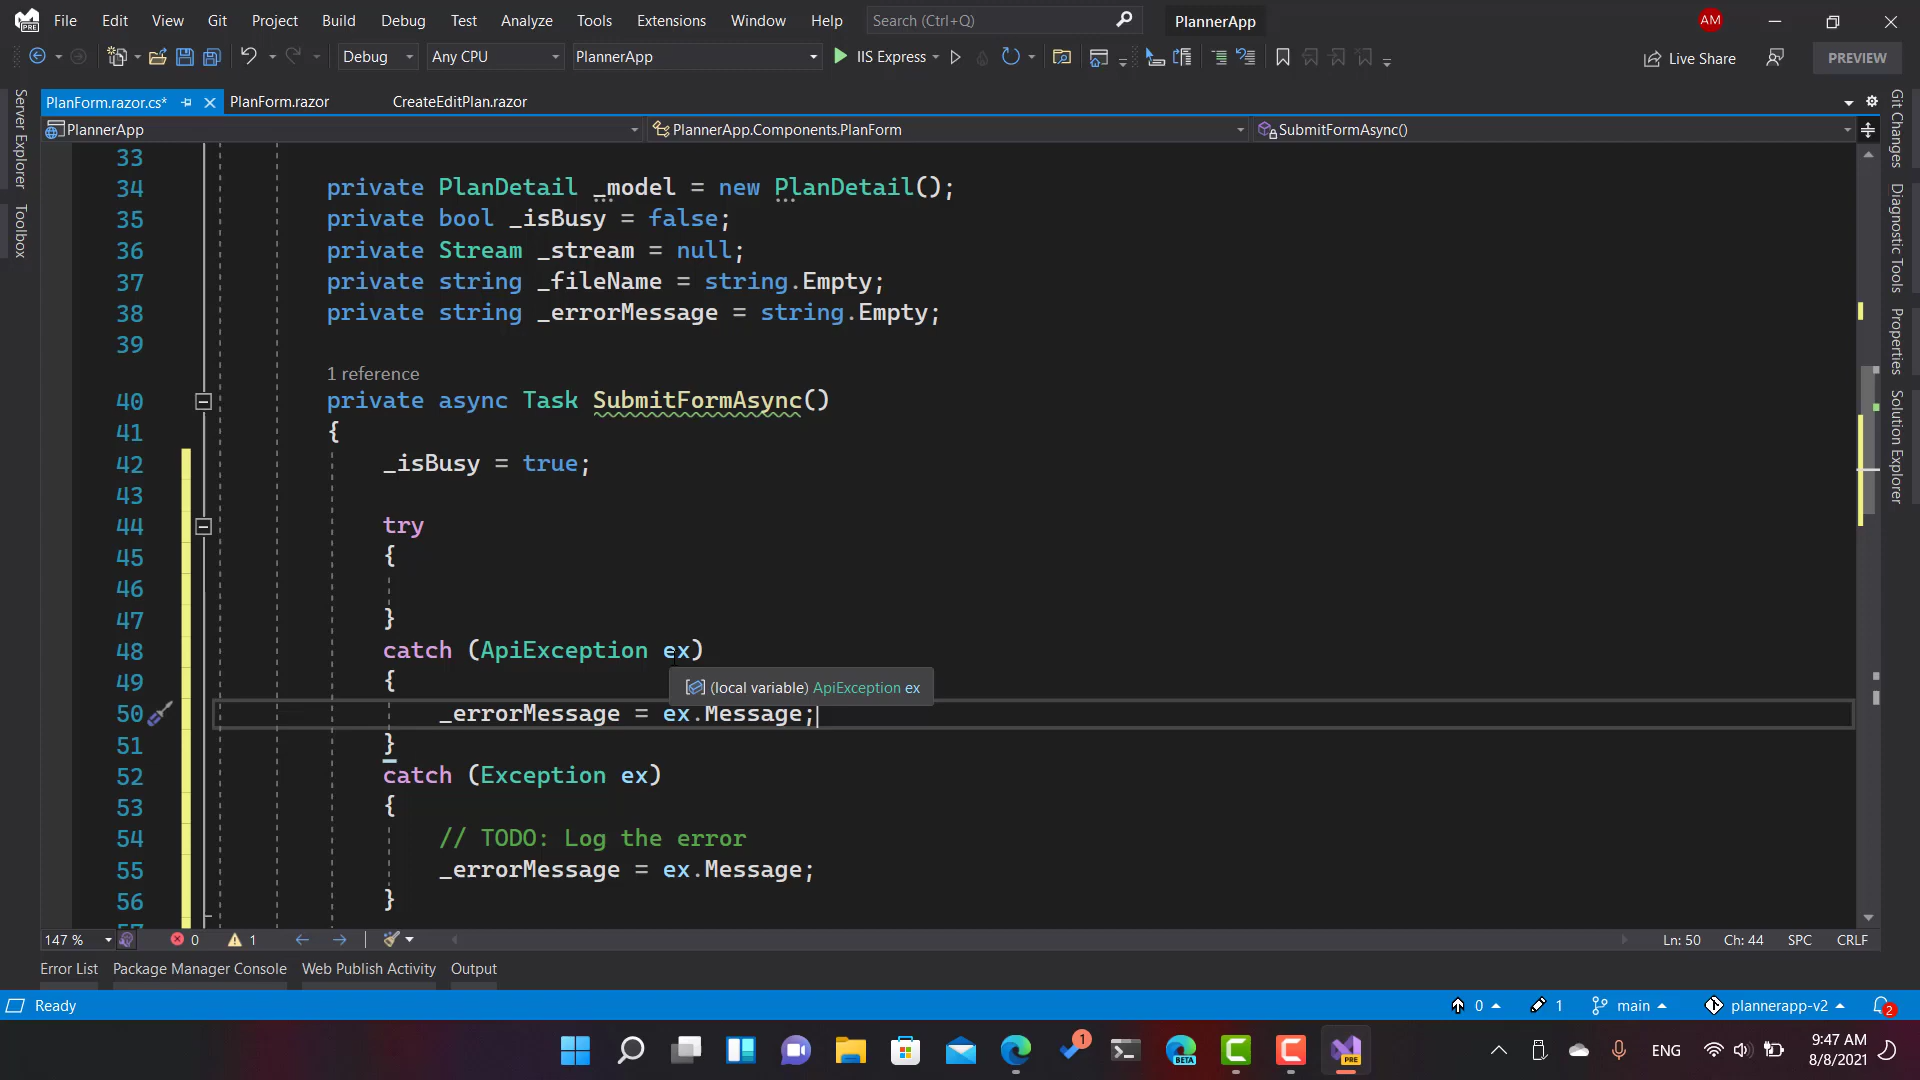 File Edit View Git Project Build Debug Test Analyze Tools Extensions Window Help Search (Ctrl+Q) PlannerApp AM
Debug Any CPU PlannerApp IIS Express Live Share PREVIEW
PlanForm.razor.cs* PlanForm.razor CreateEditPlan.razor
PlannerApp PlannerApp.Components.PlanForm SubmitFormAsync()
Server Explorer
Toolbox
33
34 private PlanDetail _model = new PlanDetail();
35 private bool _isBusy = false;
36 private Stream _stream = null;
37 private string _fileName = string.Empty;
38 private string _errorMessage = string.Empty;
39
1 reference
40 private async Task SubmitFormAsync()
41 {
42 _isBusy = true;
43
44 try
45 {
46
47 }
48 catch (ApiException ex)
49 {
(local variable) ApiException ex
50 _errorMessage = ex.Message;
51 }
52 catch (Exception ex)
53 {
54 // TODO: Log the error
55 _errorMessage = ex.Message;
56 }
Git Changes
Diagnostic Tools
Properties
Solution Explorer
147 % 0 1 Ln: 50 Ch: 44 SPC CRLF
Error List Package Manager Console Web Publish Activity Output
Ready 0 1 main plannerapp-v2 2
1 BETA PRE ENG 9:47 AM
8/8/2021